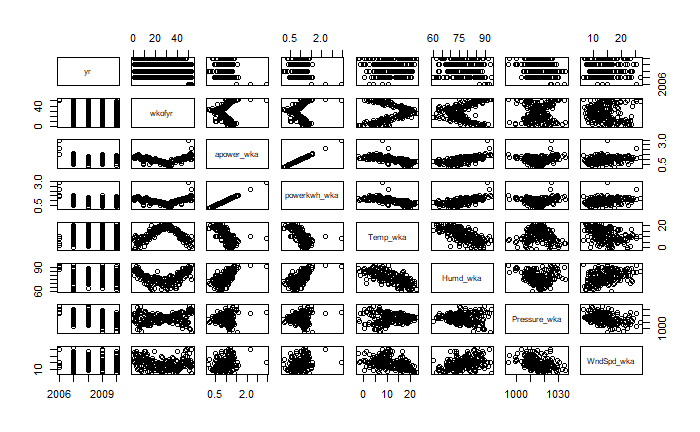 0 20 40 0.5 2.0 60 75 90 10 20
yr 2006
0 40 wkofyr
apower_wka 0.5 3.0
0.5 3.0 powerkwh_wka
Temp_wka 0 20
60 90 Humd_wka
Pressure_wka 1000
10 WndSpd_wka
2006 2009 0.5 2.0 0 10 20 1000 1030